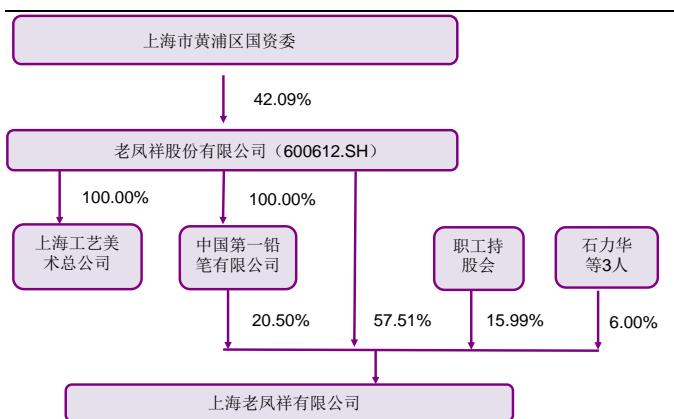 上海市黄浦区国资委
42.09%
老凤祥股份有限公司（600612.SH）
100.00%
100.00%
上海工艺美
术总公司
中国第一铅
笔有限公司
职工持
股会
石力华
等3人
20.50%
57.51%
15.99%
6.00%
上海老凤祥有限公司